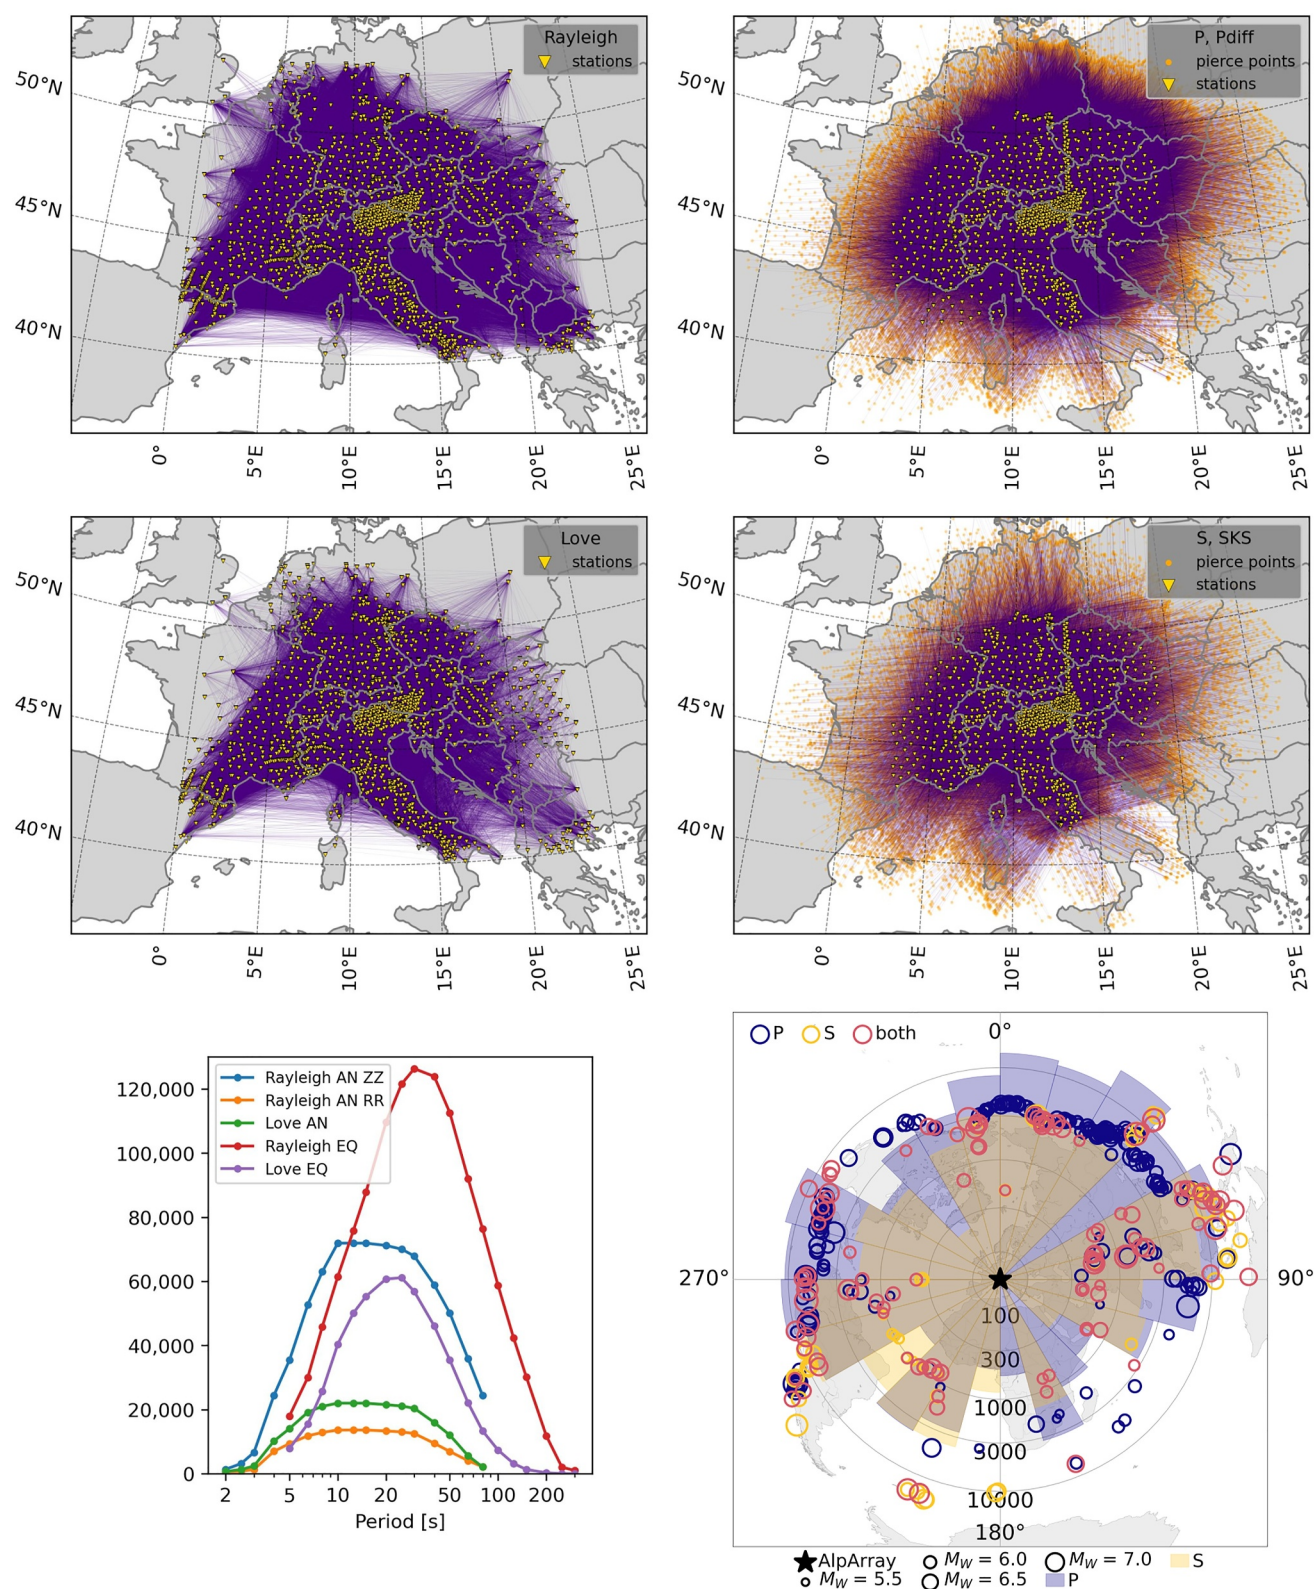 Rayleigh
stations
50°N
45°N
40°N
0°
5°E
10°E
15°E
20°E
25°E
P, Pdiff
pierce points
stations
50°N
45°N
40°N
0°
5°E
10°E
15°E
20°E
25°E
Love
stations
50°N
45°N
40°N
0°
5°E
10°E
15°E
20°E
25°E
S, SKS
pierce points
stations
50°N
45°N
40°N
0°
5°E
10°E
15°E
20°E
25°E
Rayleigh AN ZZ
Rayleigh AN RR
Love AN
Rayleigh EQ
Love EQ
120,000
100,000
80,000
60,000
40,000
20,000
0
2 5 10 20 50 100 200
Period [s]
P S both
0°
270° 90°
100
300
1000
3000
10000
180°
AlpArray M_W = 6.0 M_W = 7.0 S
M_W = 5.5 M_W = 6.5 P